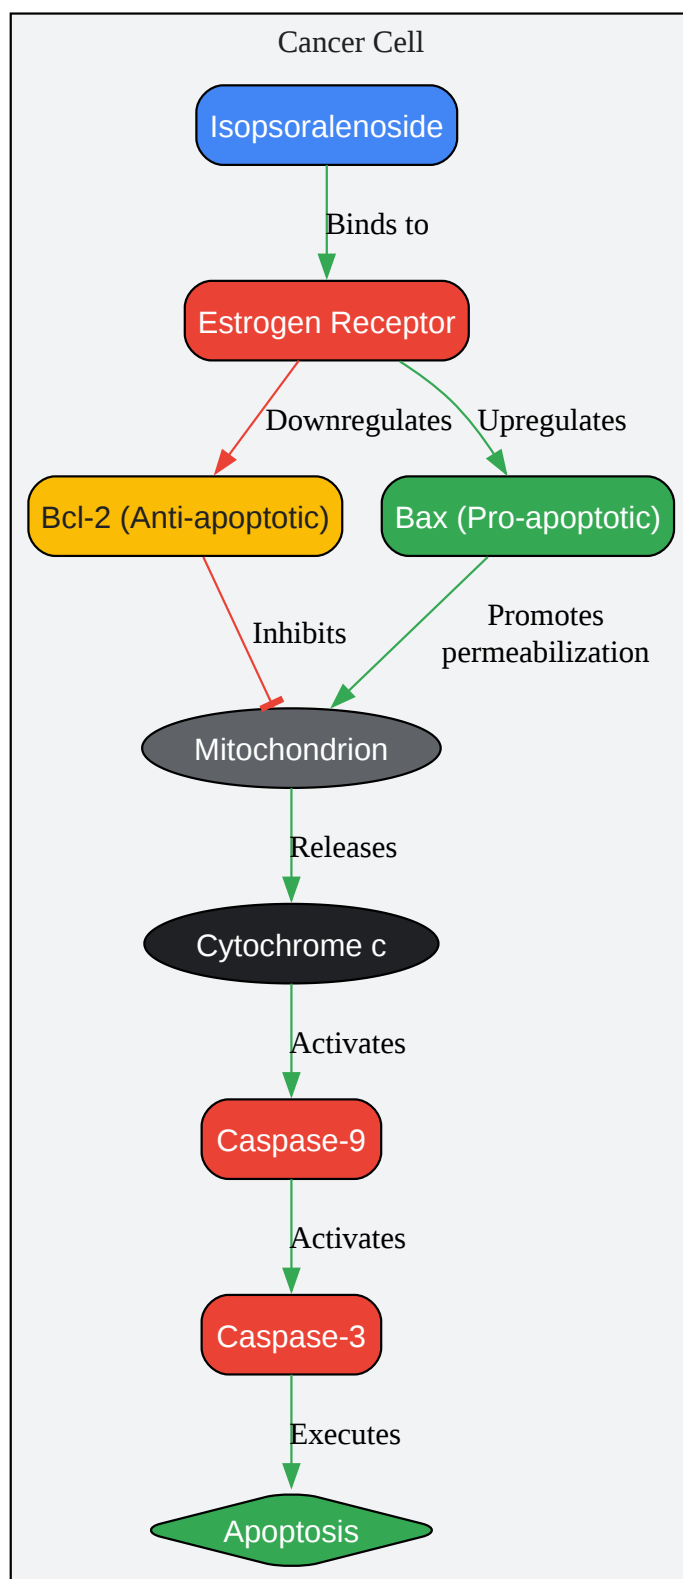 Cancer Cell
Isopsoralenoside
Binds to
Estrogen Receptor
Downregulates
Upregulates
Bcl-2 (Anti-apoptotic)
Bax (Pro-apoptotic)
Inhibits
Promotes
permeabilization
Mitochondrion
Releases
Cytochrome c
Activates
Caspase-9
Activates
Caspase-3
Executes
Apoptosis